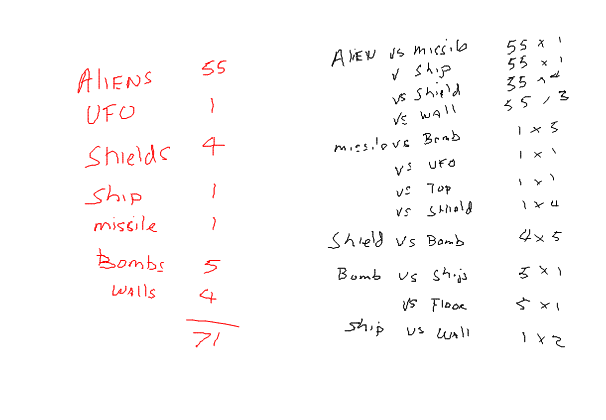 ALIENS 55
UFO 1
Shields 4
Ship 1
missile 1
Bombs 5
WALLS 4
71
ALIEN vs missile 55 x 1
v Ship 55 x 1
vs Shield 55 x 4
vs WALL 55 x 3
missile vs Bomb 1 x 5
vs UFO 1 x 1
vs Top 1 x 1
vs Shield 1 x 4
Shield vs Bomb 4 x 5
Bomb vs Ship 5 x 1
vs Floor 5 x 1
Ship vs Wall 1 x 2